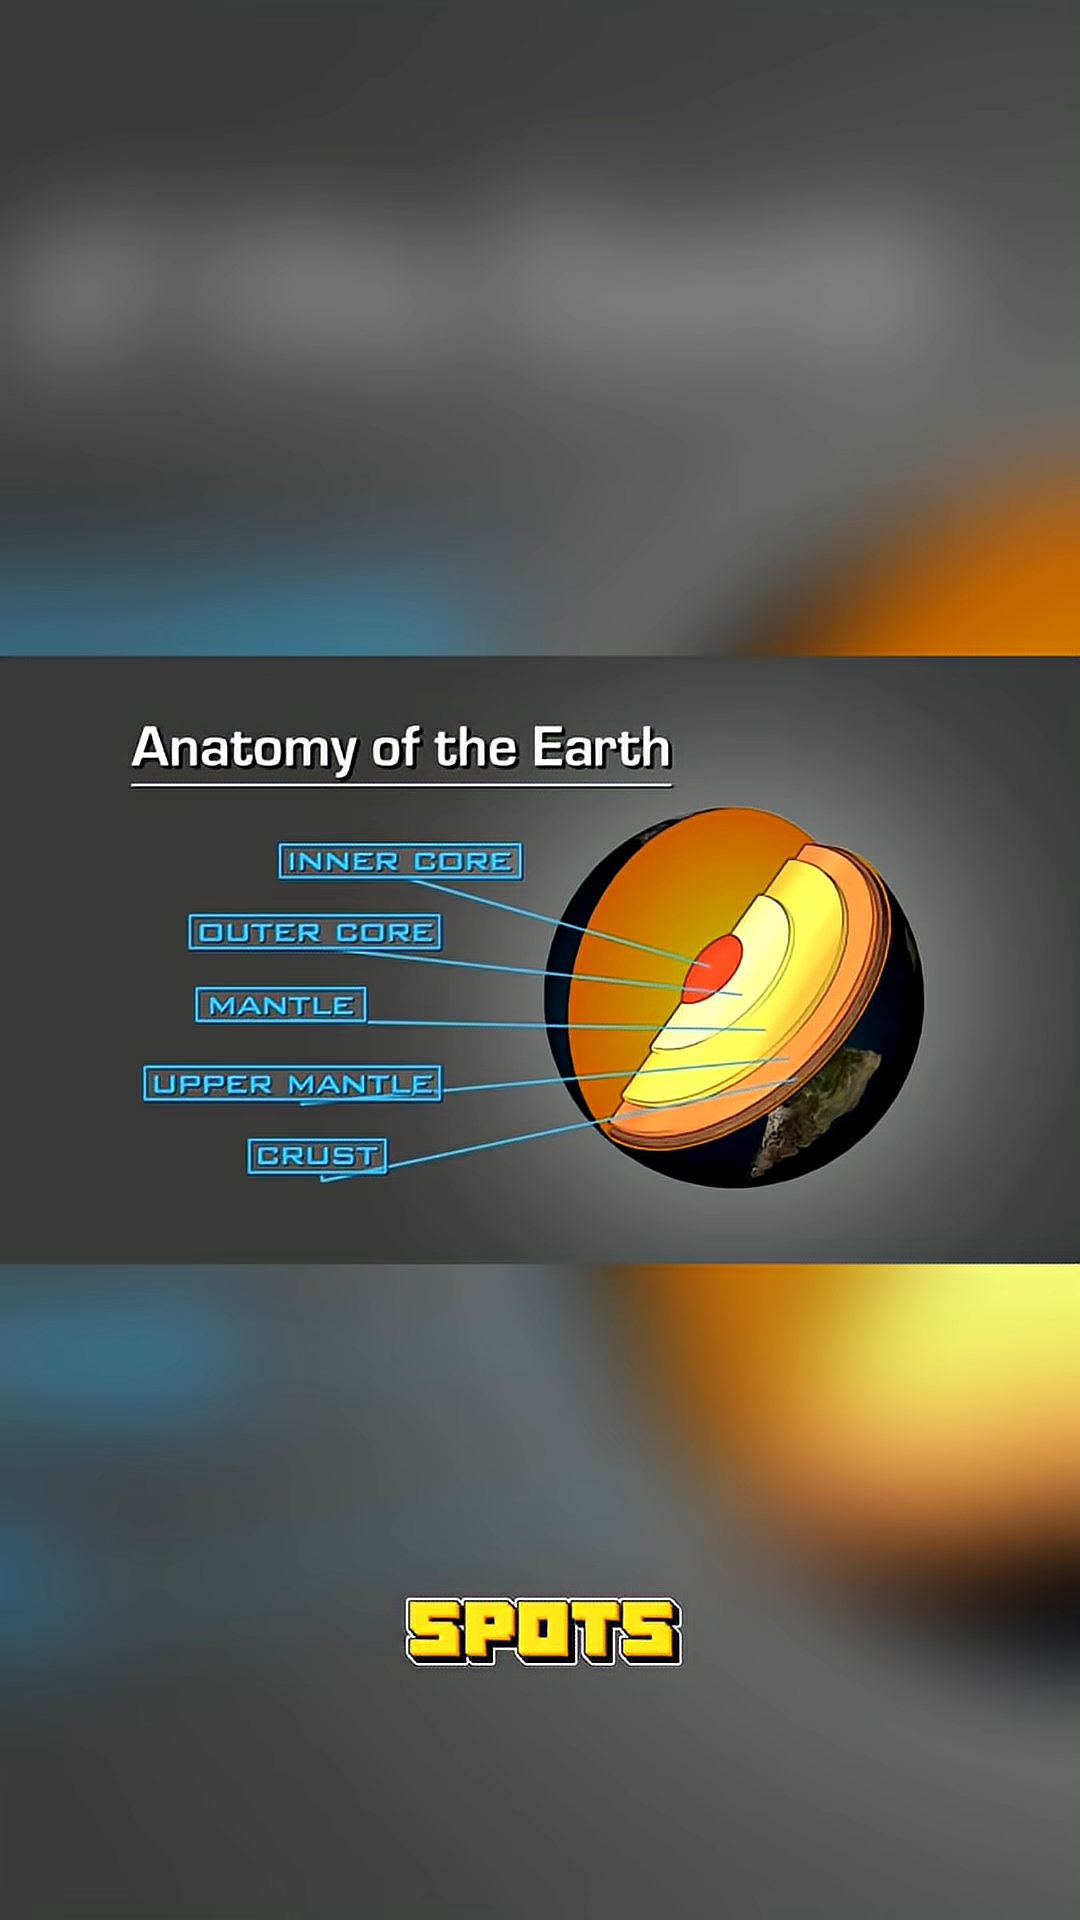 Anatomy of the Earth
INNER CORE
OUTER CORE
MANTLE
UPPER MANTLE
CRUST
SPOTS